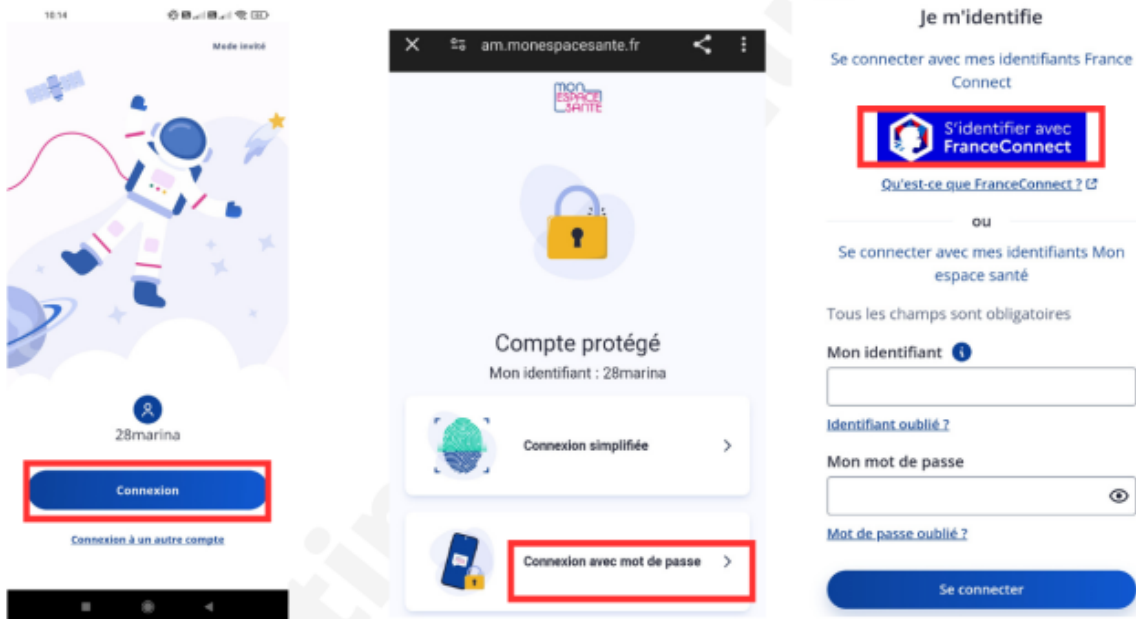 10:14
Mode invité
28marina
Connexion
Connexion à un autre compte
am.monespacesante.fr
MON
ESPACE
SANTE
Compte protégé
Mon identifiant : 28marina
Connexion simplifiée
Connexion avec mot de passe
Je m'identifie
Se connecter avec mes identifiants France
Connect
S'identifier avec
FranceConnect
Qu'est-ce que FranceConnect ?
ou
Se connecter avec mes identifiants Mon
espace santé
Tous les champs sont obligatoires
Mon identifiant
Identifiant oublié ?
Mon mot de passe
Mot de passe oublié ?
Se connecter